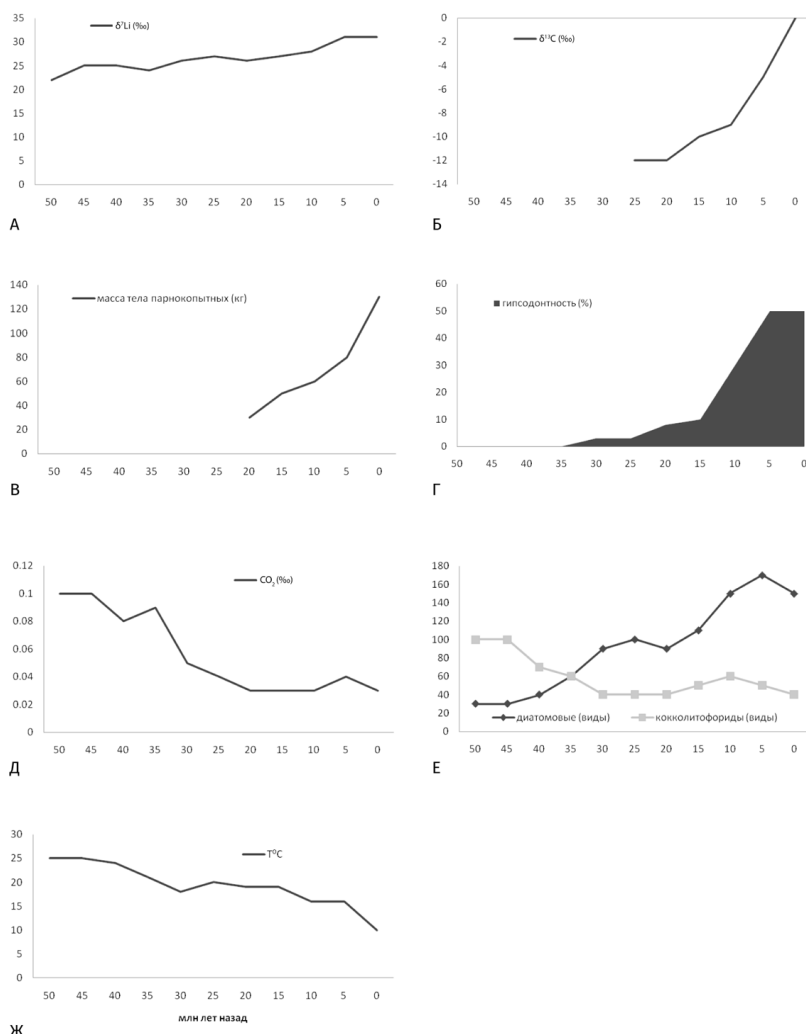 δ⁷Li (‰)
35
30
25
20
15
10
5
0
50 45 40 35 30 25 20 15 10 5 0
А
δ¹³C (‰)
0
-2
-4
-6
-8
-10
-12
-14
50 45 40 35 30 25 20 15 10 5 0
Б
масса тела парнокопытных (кг)
140
120
100
80
60
40
20
0
50 45 40 35 30 25 20 15 10 5 0
В
гипсодонтность (%)
60
50
40
30
20
10
0
50 45 40 35 30 25 20 15 10 5 0
Г
CO₂ (‰)
0.12
0.1
0.08
0.06
0.04
0.02
0
50 45 40 35 30 25 20 15 10 5 0
Д
180
160
140
120
100
80
60
40
20
0
диатомовые (виды) кокколитофориды (виды)
50 45 40 35 30 25 20 15 10 5 0
Е
T⁰C
30
25
20
15
10
5
0
50 45 40 35 30 25 20 15 10 5 0
млн лет назад
Ж